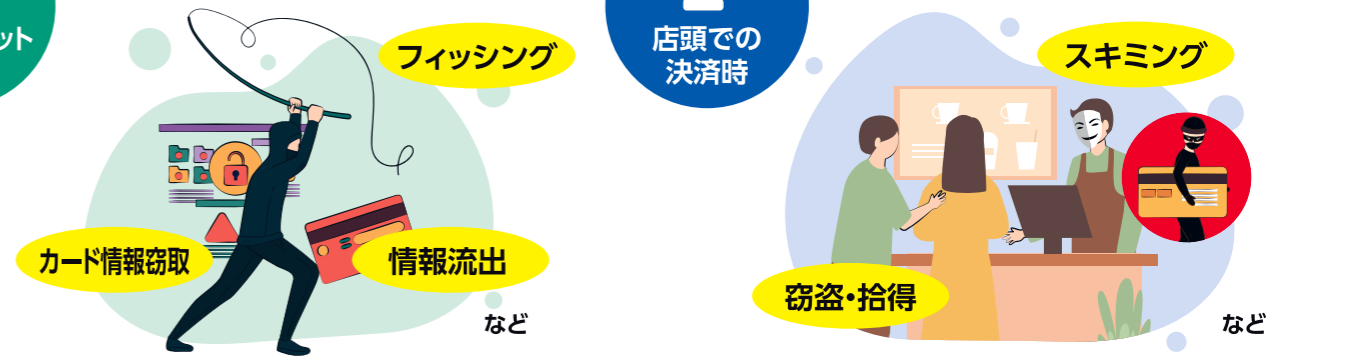 ット
フィッシング
カード情報窃取
情報流出
など
店頭での
決済時
スキミング
窃盗・拾得
など